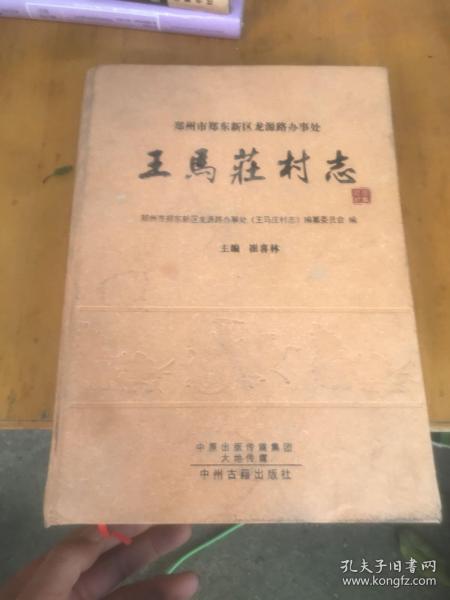 郑州市郑东新区龙源路办事处
王馬莊村志
郑州市郑东新区龙源路办事处《王马庄村志》编纂委员会 编
主编 崔喜林
中原出版传媒集团
大地传媒
中州古籍出版社
孔夫子旧书网
www.kongfz.com